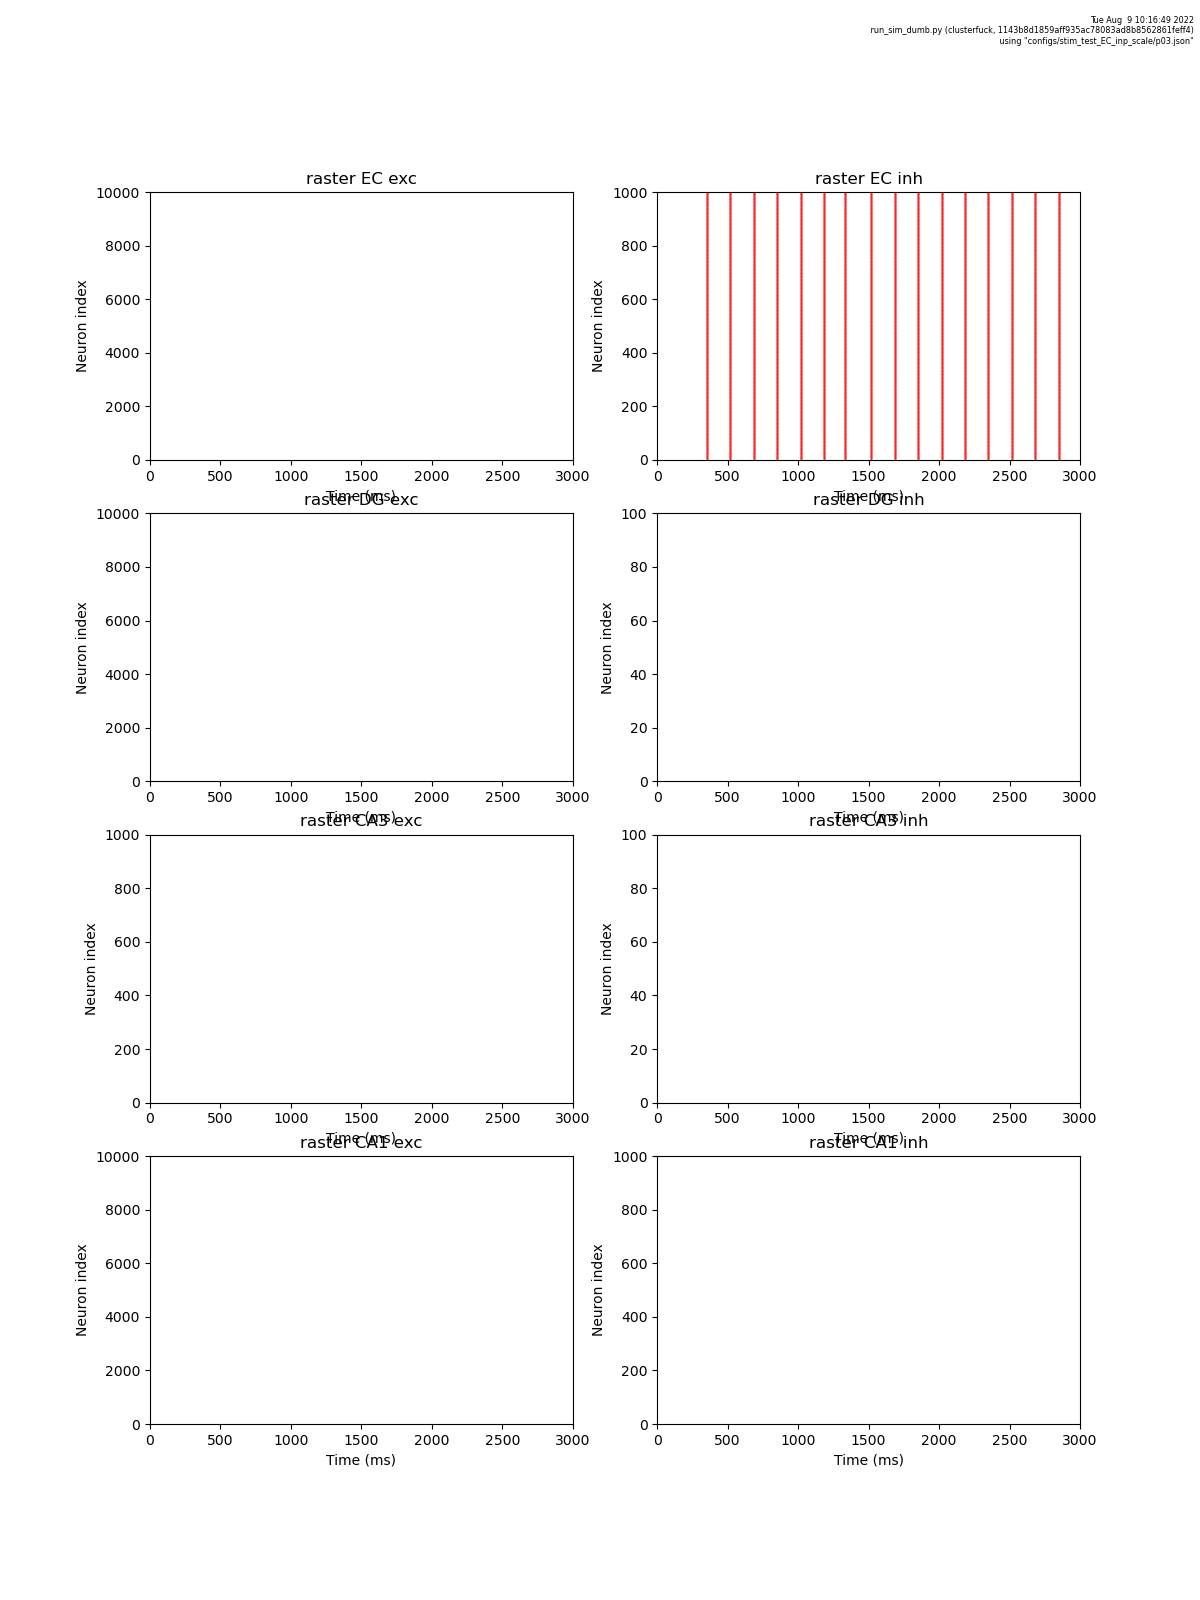 Tue Aug  9 10:16:49 2022
run_sim_dumb.py (clusterfuck, 1143b8d1859aff935ac78083ad8b8562861feff4)
using "configs/stim_test_EC_inp_scale/p03.json"
raster EC exc
10000
8000
6000
4000
2000
0
Neuron index
0 500 1000 1500 2000 2500 3000
Time (ms)
raster EC inh
1000
800
600
400
200
0
Neuron index
0 500 1000 1500 2000 2500 3000
Time (ms)
raster DG exc
10000
8000
6000
4000
2000
0
Neuron index
0 500 1000 1500 2000 2500 3000
Time (ms)
raster DG inh
100
80
60
40
20
0
Neuron index
0 500 1000 1500 2000 2500 3000
Time (ms)
raster CA3 exc
1000
800
600
400
200
0
Neuron index
0 500 1000 1500 2000 2500 3000
Time (ms)
raster CA3 inh
100
80
60
40
20
0
Neuron index
0 500 1000 1500 2000 2500 3000
Time (ms)
raster CA1 exc
10000
8000
6000
4000
2000
0
Neuron index
0 500 1000 1500 2000 2500 3000
Time (ms)
raster CA1 inh
1000
800
600
400
200
0
Neuron index
0 500 1000 1500 2000 2500 3000
Time (ms)